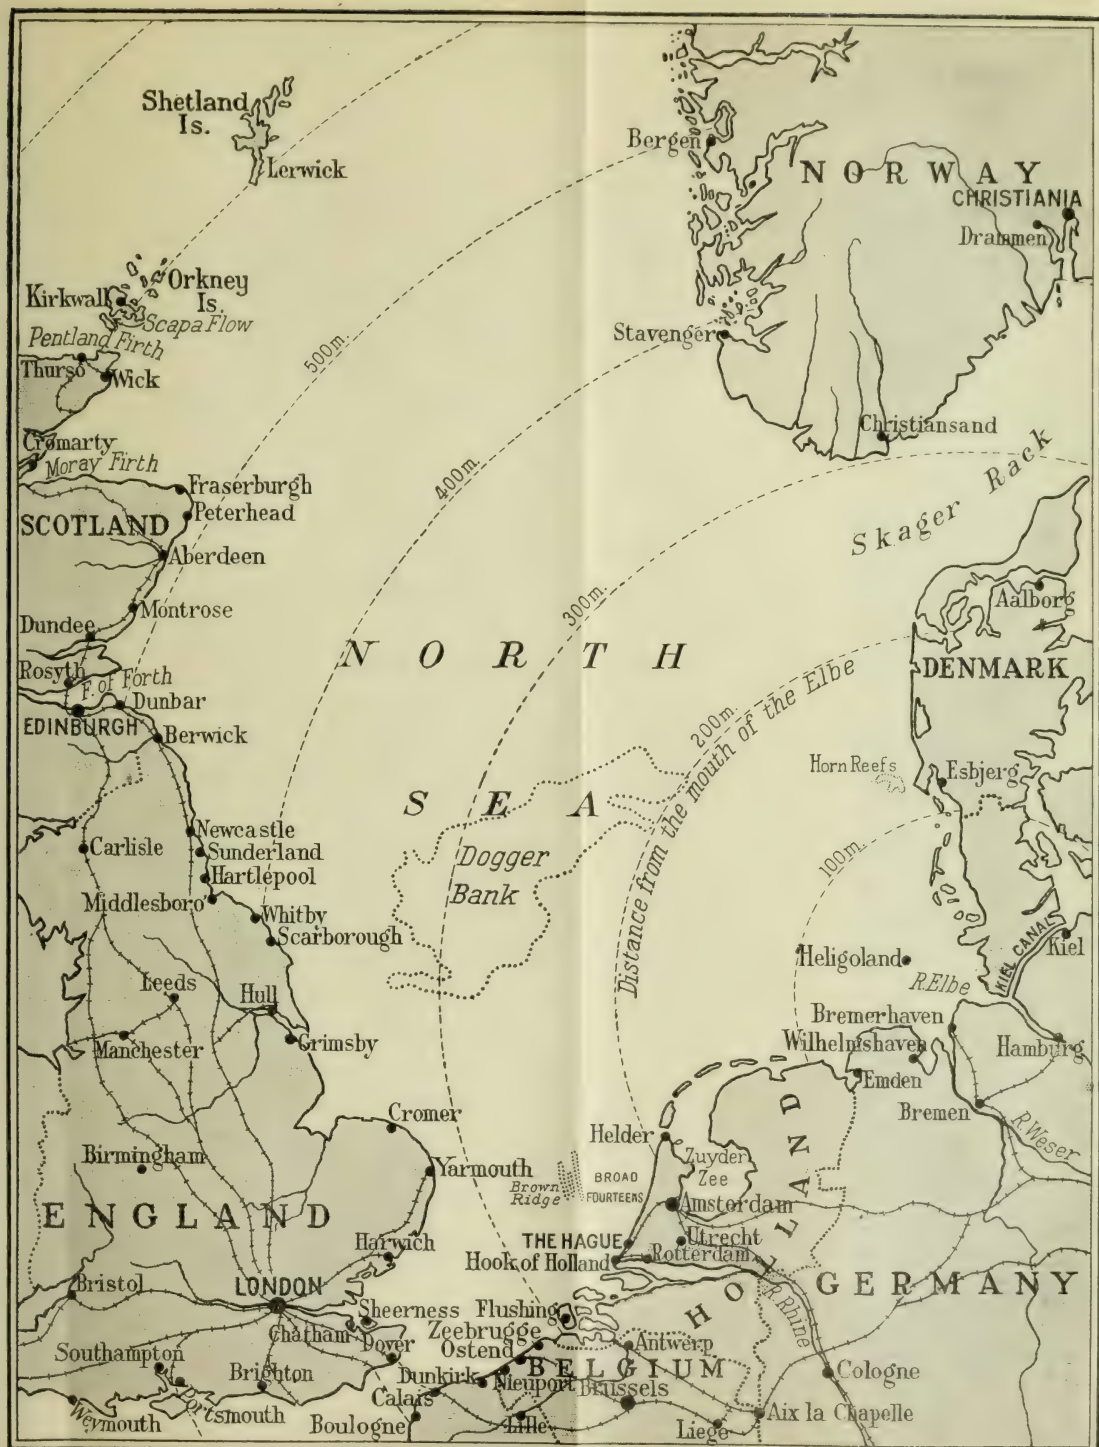 Shetland
Is.
Lerwick
Bergen
NORWAY
CHRISTIANIA
Drammen
Orkney
Is.
Kirkwall
Scapa Flow
Pentland Firth
Thurso
Wick
Stavenger
500m.
Christiansand
Cromarty
Moray Firth
400m.
Skager Rack
Fraserburgh
Peterhead
SCOTLAND
Aberdeen
Montrose
300m.
Aalborg
Dundee
NORTH
DENMARK
Rosyth
F. of Forth
Dunbar
EDINBURGH
Berwick
200m.
Distance from the mouth of the Elbe
Horn Reefs
Esbjerg
SEA
Newcastle
Sunderland
Carlisle
Hartlepool
Dogger
Bank
100m.
Middlesboro'
Whitby
Scarborough
Heligoland
KIEL CANAL
Kiel
R. Elbe
Leeds
Hull
Bremerhaven
Wilhelmshaven
Hamburg
Manchester
Grimsby
Emden
Bremen
R. Weser
Cromer
Helder
Zuyder
Zee
Birmingham
Yarmouth
Brown
Ridge
BROAD
FOURTEENS
Amsterdam
ENGLAND
HOLLAND
Utrecht
THE HAGUE
Harwich
Hook of Holland
Rotterdam
GERMANY
Bristol
LONDON
R. Rhine
Sheerness
Flushing
Chatham
Zeebrugge
Dover
Ostend
Antwerp
Southampton
Brighton
BELGIUM
Cologne
Dunkirk
Nieuport
Brussels
Calais
Portsmouth
Weymouth
Boulogne
Lille
Liege
Aix la Chapelle